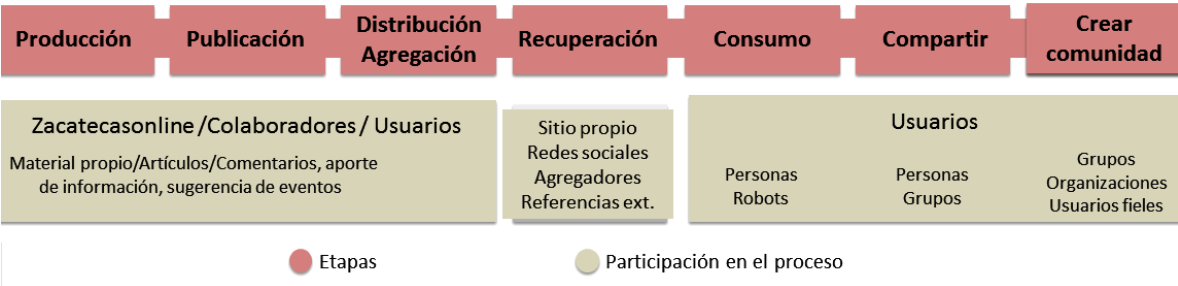 Producción
Publicación
Distribución
Agregación
Recuperación
Consumo
Compartir
Crear
comunidad
Zacatecasonline /Colaboradores / Usuarios
Material propio/Artículos/Comentarios, aporte
de información, sugerencia de eventos
Sitio propio
Redes sociales
Agregadores
Referencias ext.
Usuarios
Personas
Robots
Personas
Grupos
Grupos
Organizaciones
Usuarios fieles
Etapas
Participación en el proceso